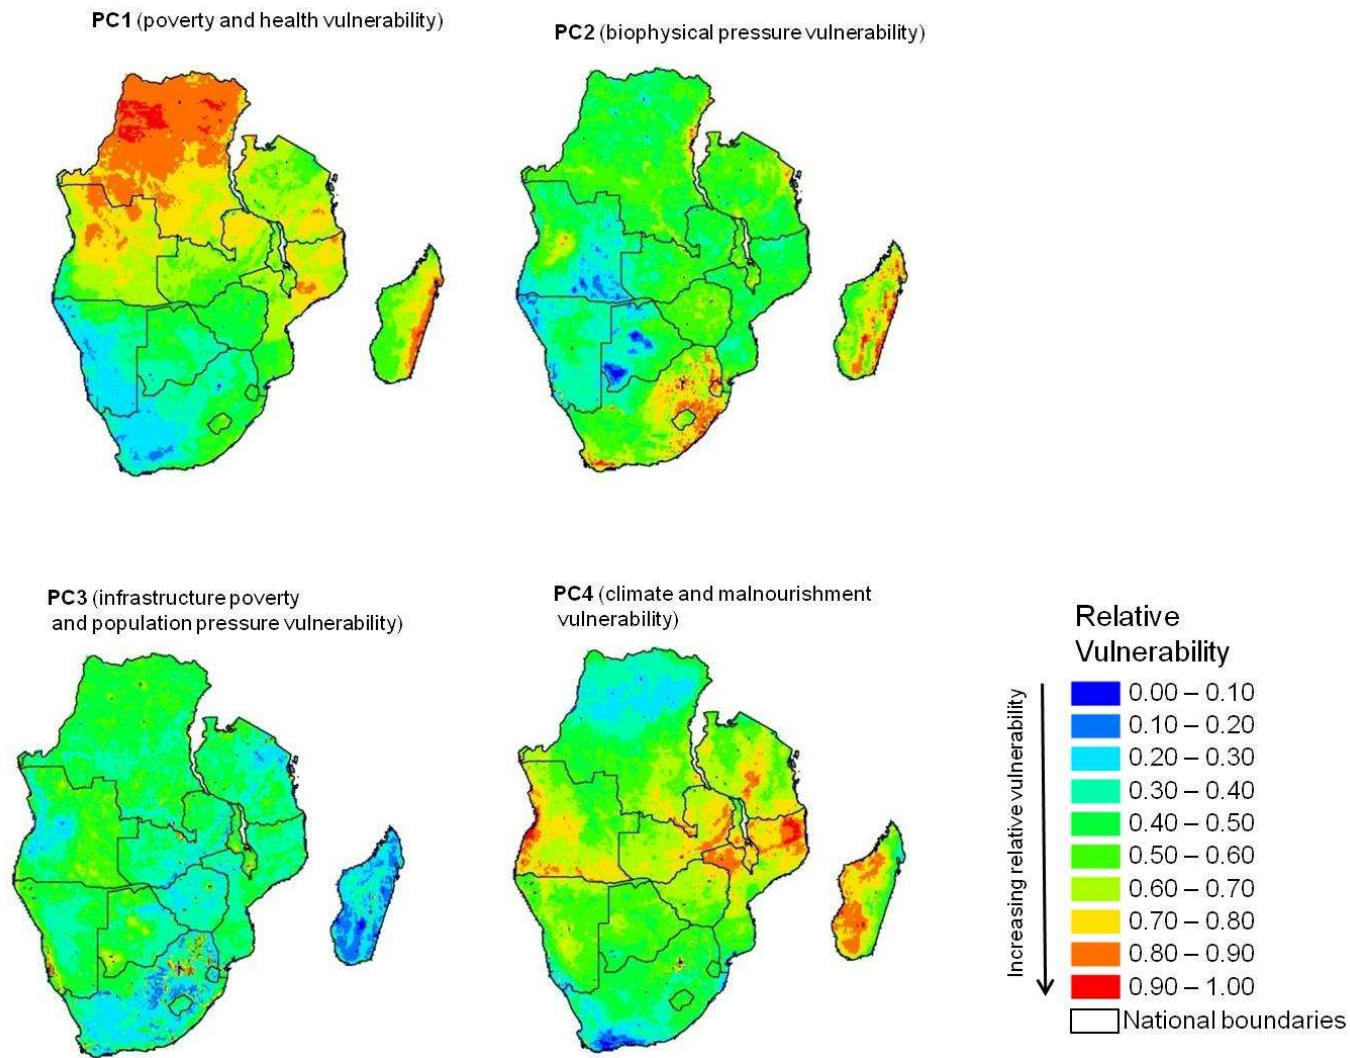 PC1 (poverty and health vulnerability)
PC2 (biophysical pressure vulnerability)
PC3 (infrastructure poverty
and population pressure vulnerability)
PC4 (climate and malnourishment
vulnerability)
Relative
Vulnerability
Increasing relative vulnerability
0.00 – 0.10
0.10 – 0.20
0.20 – 0.30
0.30 – 0.40
0.40 – 0.50
0.50 – 0.60
0.60 – 0.70
0.70 – 0.80
0.80 – 0.90
0.90 – 1.00
National boundaries